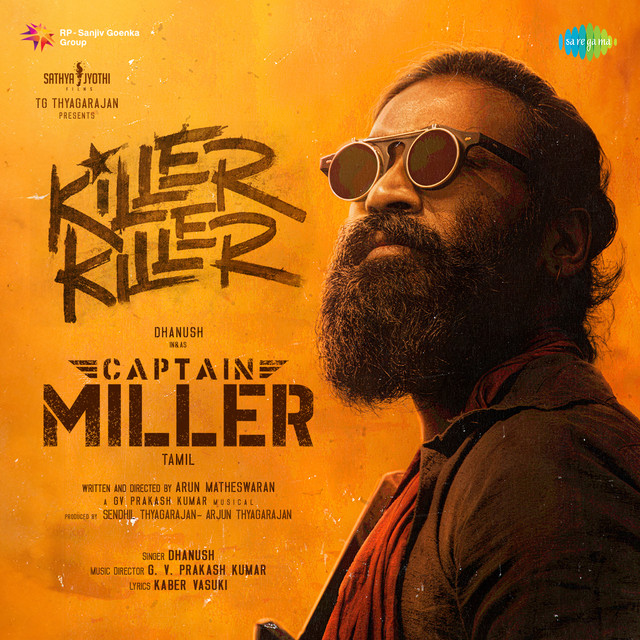 RP-Sanjiv Goenka
Group
saregama
SATHYA JYOTHI
FILMS
TG THYAGARAJAN
PRESENTS
KILLER
KILLER
DHANUSH
IN&AS
CAPTAIN
MILLER
TAMIL
WRITTEN AND DIRECTED BY ARUN MATHESWARAN
A GV PRAKASH KUMAR MUSICAL
PRODUCED BY SENDHIL THYAGARAJAN- ARJUN THYAGARAJAN
SINGER DHANUSH
MUSIC DIRECTOR G. V. PRAKASH KUMAR
LYRICS KABER VASUKI